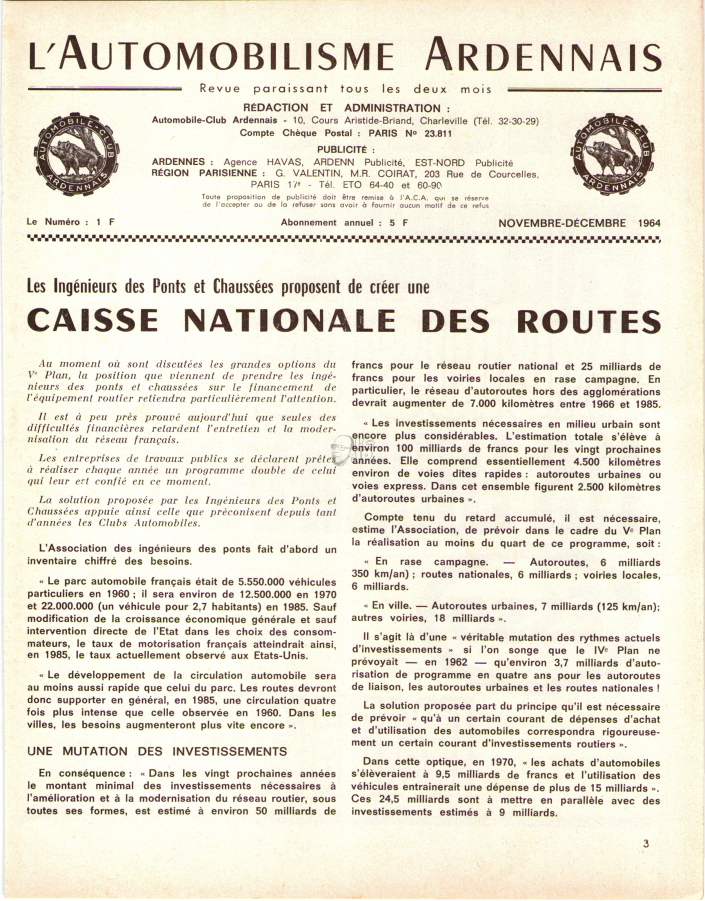 L'AUTOMOBILISME ARDENNAIS
Revue paraissant tous les deux mois
RÉDACTION ET ADMINISTRATION :
Automobile-Club Ardennais - 10, Cours Aristide-Briand, Charleville (Tél. 32-30-29)
Compte Chèque Postal : PARIS No 23.811
PUBLICITÉ :
ARDENNES : Agence HAVAS, ARDENN Publicité, EST-NORD Publicité
RÉGION PARISIENNE : G. VALENTIN, M.R. COIRAT, 203 Rue de Courcelles,
PARIS 17e - Tél. ETO 64-40 et 60-90
Toute proposition de publicité doit être remise à l'A.C.A. qui se réserve
de l'accepter ou de la refuser sans avoir à fournir aucun motif de ce refus
AUTOMOBILE-CLUB
ARDENNAIS
AUTOMOBILE-CLUB
ARDENNAIS
Le Numéro : 1 F
Abonnement annuel : 5 F
NOVEMBRE-DÉCEMBRE 1964
Les Ingénieurs des Ponts et Chaussées proposent de créer une
CAISSE NATIONALE DES ROUTES
Au moment où sont discutées les grandes options du
Ve Plan, la position que viennent de prendre les ingé-
nieurs des ponts et chaussées sur le financement de
l'équipement routier retiendra particulièrement l'attention.
Il est à peu près prouvé aujourd'hui que seules des
difficultés financières retardent l'entretien et la moder-
nisation du réseau français.
Les entreprises de travaux publics se déclarent prêtes
à réaliser chaque année un programme double de celui
qui leur est confié en ce moment.
La solution proposée par les Ingénieurs des Ponts et
Chaussées appuie ainsi celle que préconisent depuis tant
d'années les Clubs Automobiles.
L'Association des ingénieurs des ponts fait d'abord un
inventaire chiffré des besoins.
« Le parc automobile français était de 5.550.000 véhicules
particuliers en 1960 ; il sera environ de 12.500.000 en 1970
et 22.000.000 (un véhicule pour 2,7 habitants) en 1985. Sauf
modification de la croissance économique générale et sauf
intervention directe de l'Etat dans les choix des consom-
mateurs, le taux de motorisation français atteindrait ainsi,
en 1985, le taux actuellement observé aux Etats-Unis.
« Le développement de la circulation automobile sera
au moins aussi rapide que celui du parc. Les routes devront
donc supporter en général, en 1985, une circulation quatre
fois plus intense que celle observée en 1960. Dans les
villes, les besoins augmenteront plus vite encore ».
UNE MUTATION DES INVESTISSEMENTS
En conséquence : « Dans les vingt prochaines années
le montant minimal des investissements nécessaires à
l'amélioration et à la modernisation du réseau routier, sous
toutes ses formes, est estimé à environ 50 milliards de
francs pour le réseau routier national et 25 milliards de
francs pour les voiries locales en rase campagne. En
particulier, le réseau d'autoroutes hors des agglomérations
devrait augmenter de 7.000 kilomètres entre 1966 et 1985.
« Les investissements nécessaires en milieu urbain sont
encore plus considérables. L'estimation totale s'élève à
environ 100 milliards de francs pour les vingt prochaines
années. Elle comprend essentiellement 4.500 kilomètres
environ de voies dites rapides : autoroutes urbaines ou
voies express. Dans cet ensemble figurent 2.500 kilomètres
d'autoroutes urbaines ».
Compte tenu du retard accumulé, il est nécessaire,
estime l'Association, de prévoir dans le cadre du Ve Plan
la réalisation au moins du quart de ce programme, soit :
« En rase campagne. — Autoroutes, 6 milliards
350 km/an) ; routes nationales, 6 milliards ; voiries locales,
6 milliards.
« En ville. — Autoroutes urbaines, 7 milliards (125 km/an);
autres voiries, 18 milliards ».
Il s'agit là d'une « véritable mutation des rythmes actuels
d'investissements » si l'on songe que le IVe Plan ne
prévoyait — en 1962 — qu'environ 3,7 milliards d'auto-
risation de programme en quatre ans pour les autoroutes
de liaison, les autoroutes urbaines et les routes nationales !
La solution proposée part du principe qu'il est nécessaire
de prévoir « qu'à un certain courant de dépenses d'achat
et d'utilisation des automobiles correspondra rigoureuse-
ment un certain courant d'investissements routiers ».
Dans cette optique, en 1970, « les achats d'automobiles
s'élèveraient à 9,5 milliards de francs et l'utilisation des
véhicules entrainerait une dépense de plus de 15 milliards ».
Ces 24,5 milliards sont à mettre en parallèle avec des
investissements estimés à 9 milliards.
3